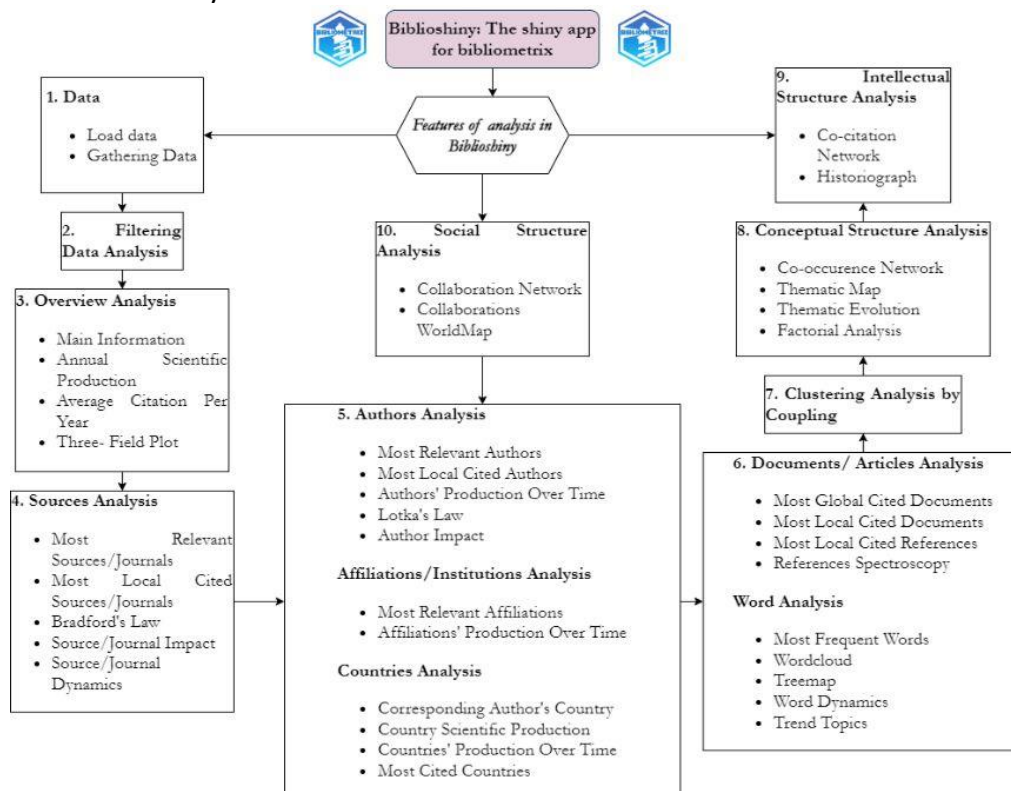 Biblioshiny: The shiny app
for bibliometrix
BIBLIOMETRIX
BIBLIOMETRIX
Features of analysis in
Biblioshiny
1. Data
• Load data
• Gathering Data
2. Filtering
Data Analysis
3. Overview Analysis
• Main Information
• Annual Scientific
Production
• Average Citation Per
Year
• Three- Field Plot
4. Sources Analysis
• Most Relevant
Sources/Journals
• Most Local Cited
Sources/Journals
• Bradford's Law
• Source/Journal Impact
• Source/Journal
Dynamics
10. Social Structure
Analysis
• Collaboration Network
• Collaborations
WorldMap
5. Authors Analysis
• Most Relevant Authors
• Most Local Cited Authors
• Authors' Production Over Time
• Lotka's Law
• Author Impact
Affiliations/Institutions Analysis
• Most Relevant Affiliations
• Affiliations' Production Over Time
Countries Analysis
• Corresponding Author's Country
• Country Scientific Production
• Countries' Production Over Time
• Most Cited Countries
9. Intellectual
Structure Analysis
• Co-citation
Network
• Historiograph
8. Conceptual Structure Analysis
• Co-occurence Network
• Thematic Map
• Thematic Evolution
• Factorial Analysis
7. Clustering Analysis by
Coupling
6. Documents/ Articles Analysis
• Most Global Cited Documents
• Most Local Cited Documents
• Most Local Cited References
• References Spectroscopy
Word Analysis
• Most Frequent Words
• Wordcloud
• Treemap
• Word Dynamics
• Trend Topics